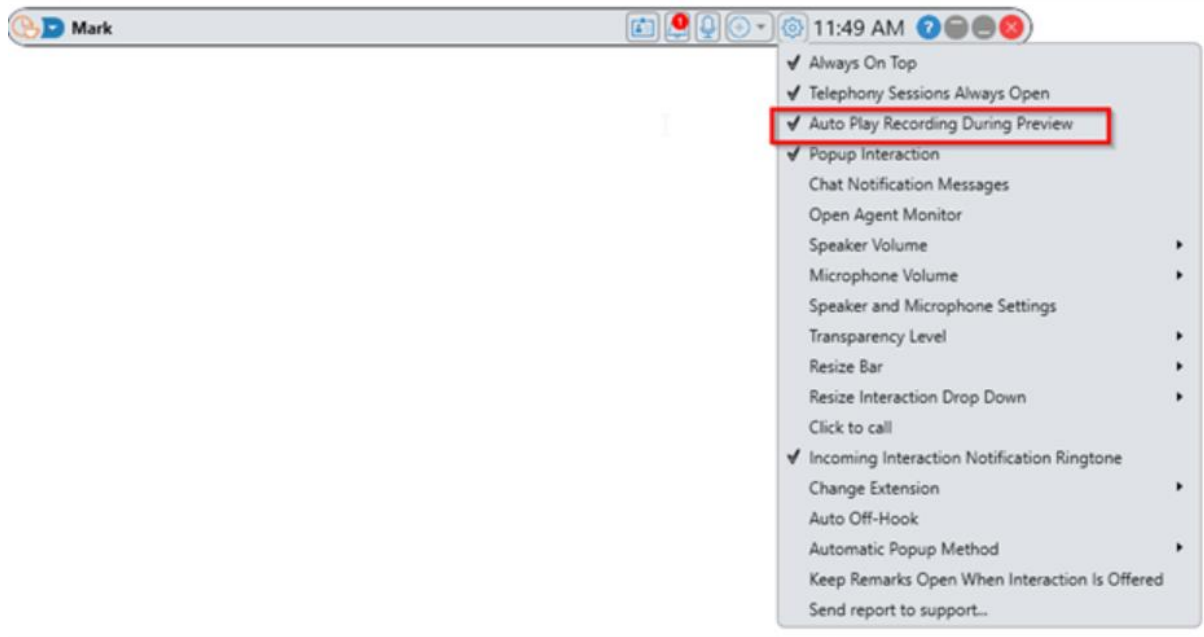 Mark 1 11:49 AM ?
Always On Top
Telephony Sessions Always Open
Auto Play Recording During Preview
Popup Interaction
Chat Notification Messages
Open Agent Monitor
Speaker Volume
Microphone Volume
Speaker and Microphone Settings
Transparency Level
Resize Bar
Resize Interaction Drop Down
Click to call
Incoming Interaction Notification Ringtone
Change Extension
Auto Off-Hook
Automatic Popup Method
Keep Remarks Open When Interaction Is Offered
Send report to support...